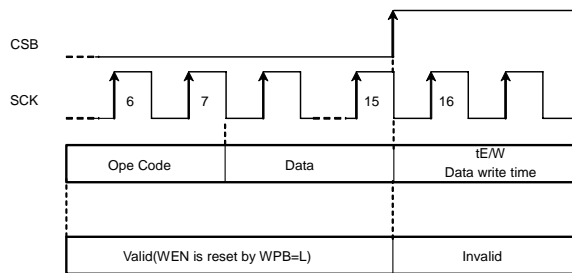 CSB
SCK
6
7
15
16
Ope Code
Data
tE/W
Data write time
Valid(WEN is reset by WPB=L)
Invalid